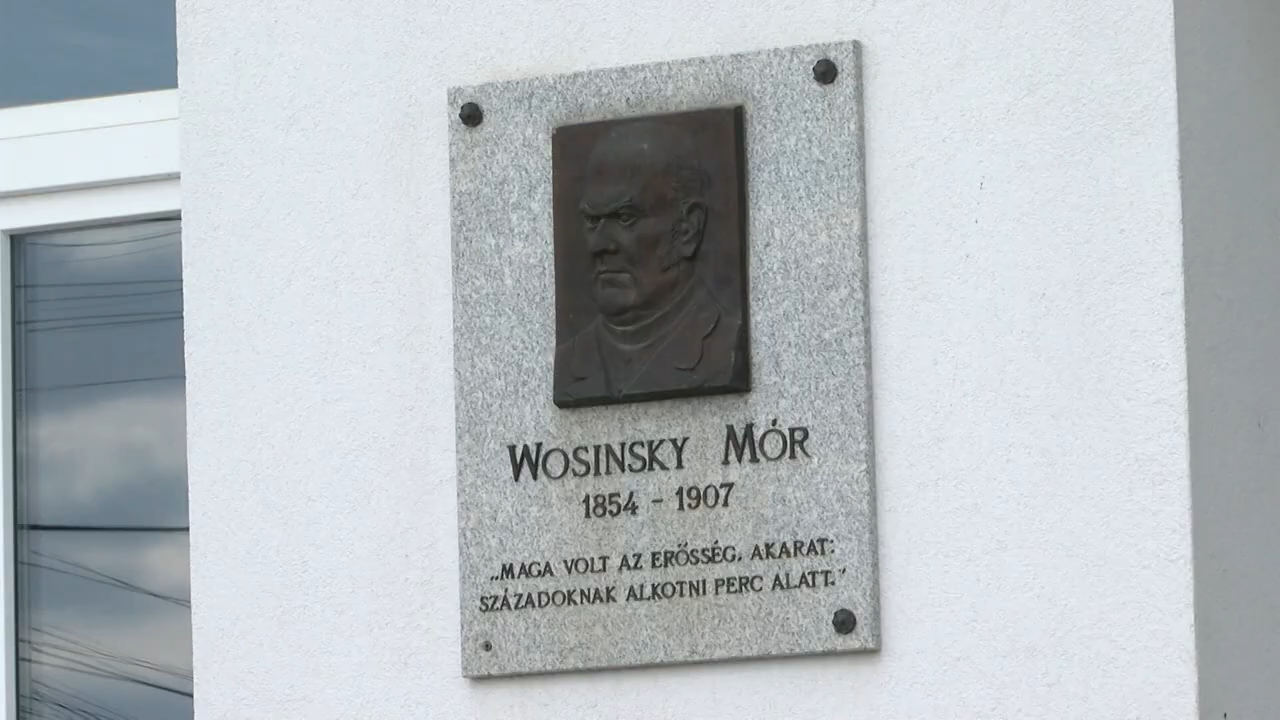 WOSINSKY MÓR
1854 - 1907
„MAGA VOLT AZ ERŐSSÉG, AKARAT:
SZÁZADOKNAK ALKOTNI PERC ALATT.”